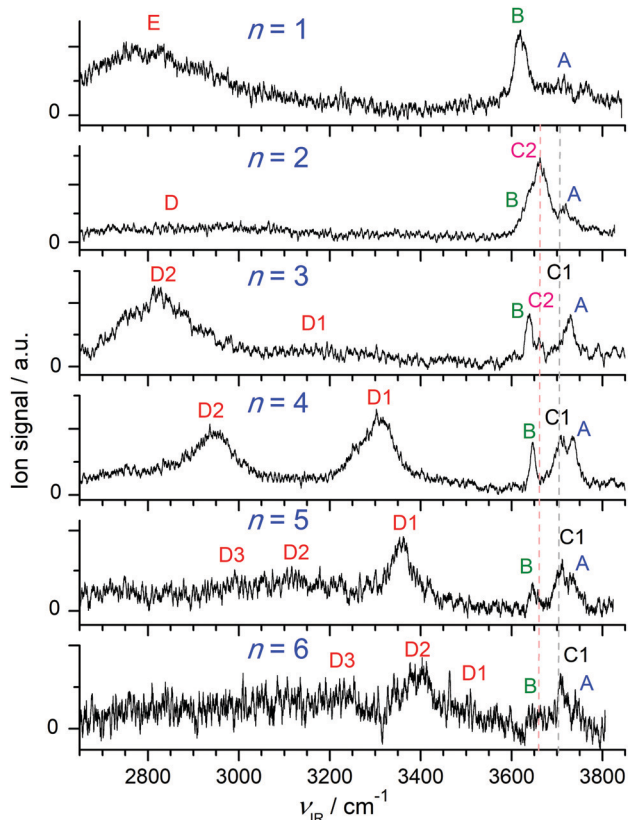 E
n = 1
B
A
0
n = 2
C2
D
B
A
0
D2
n = 3
D1
B
C2
C1
A
0
n = 4
D2
D1
B
C1
A
0
n = 5
D3
D2
D1
B
C1
A
0
n = 6
D3
D2
D1
B
C1
A
0
Ion signal / a.u.
2800 3000 3200 3400 3600 3800
νIR / cm-1